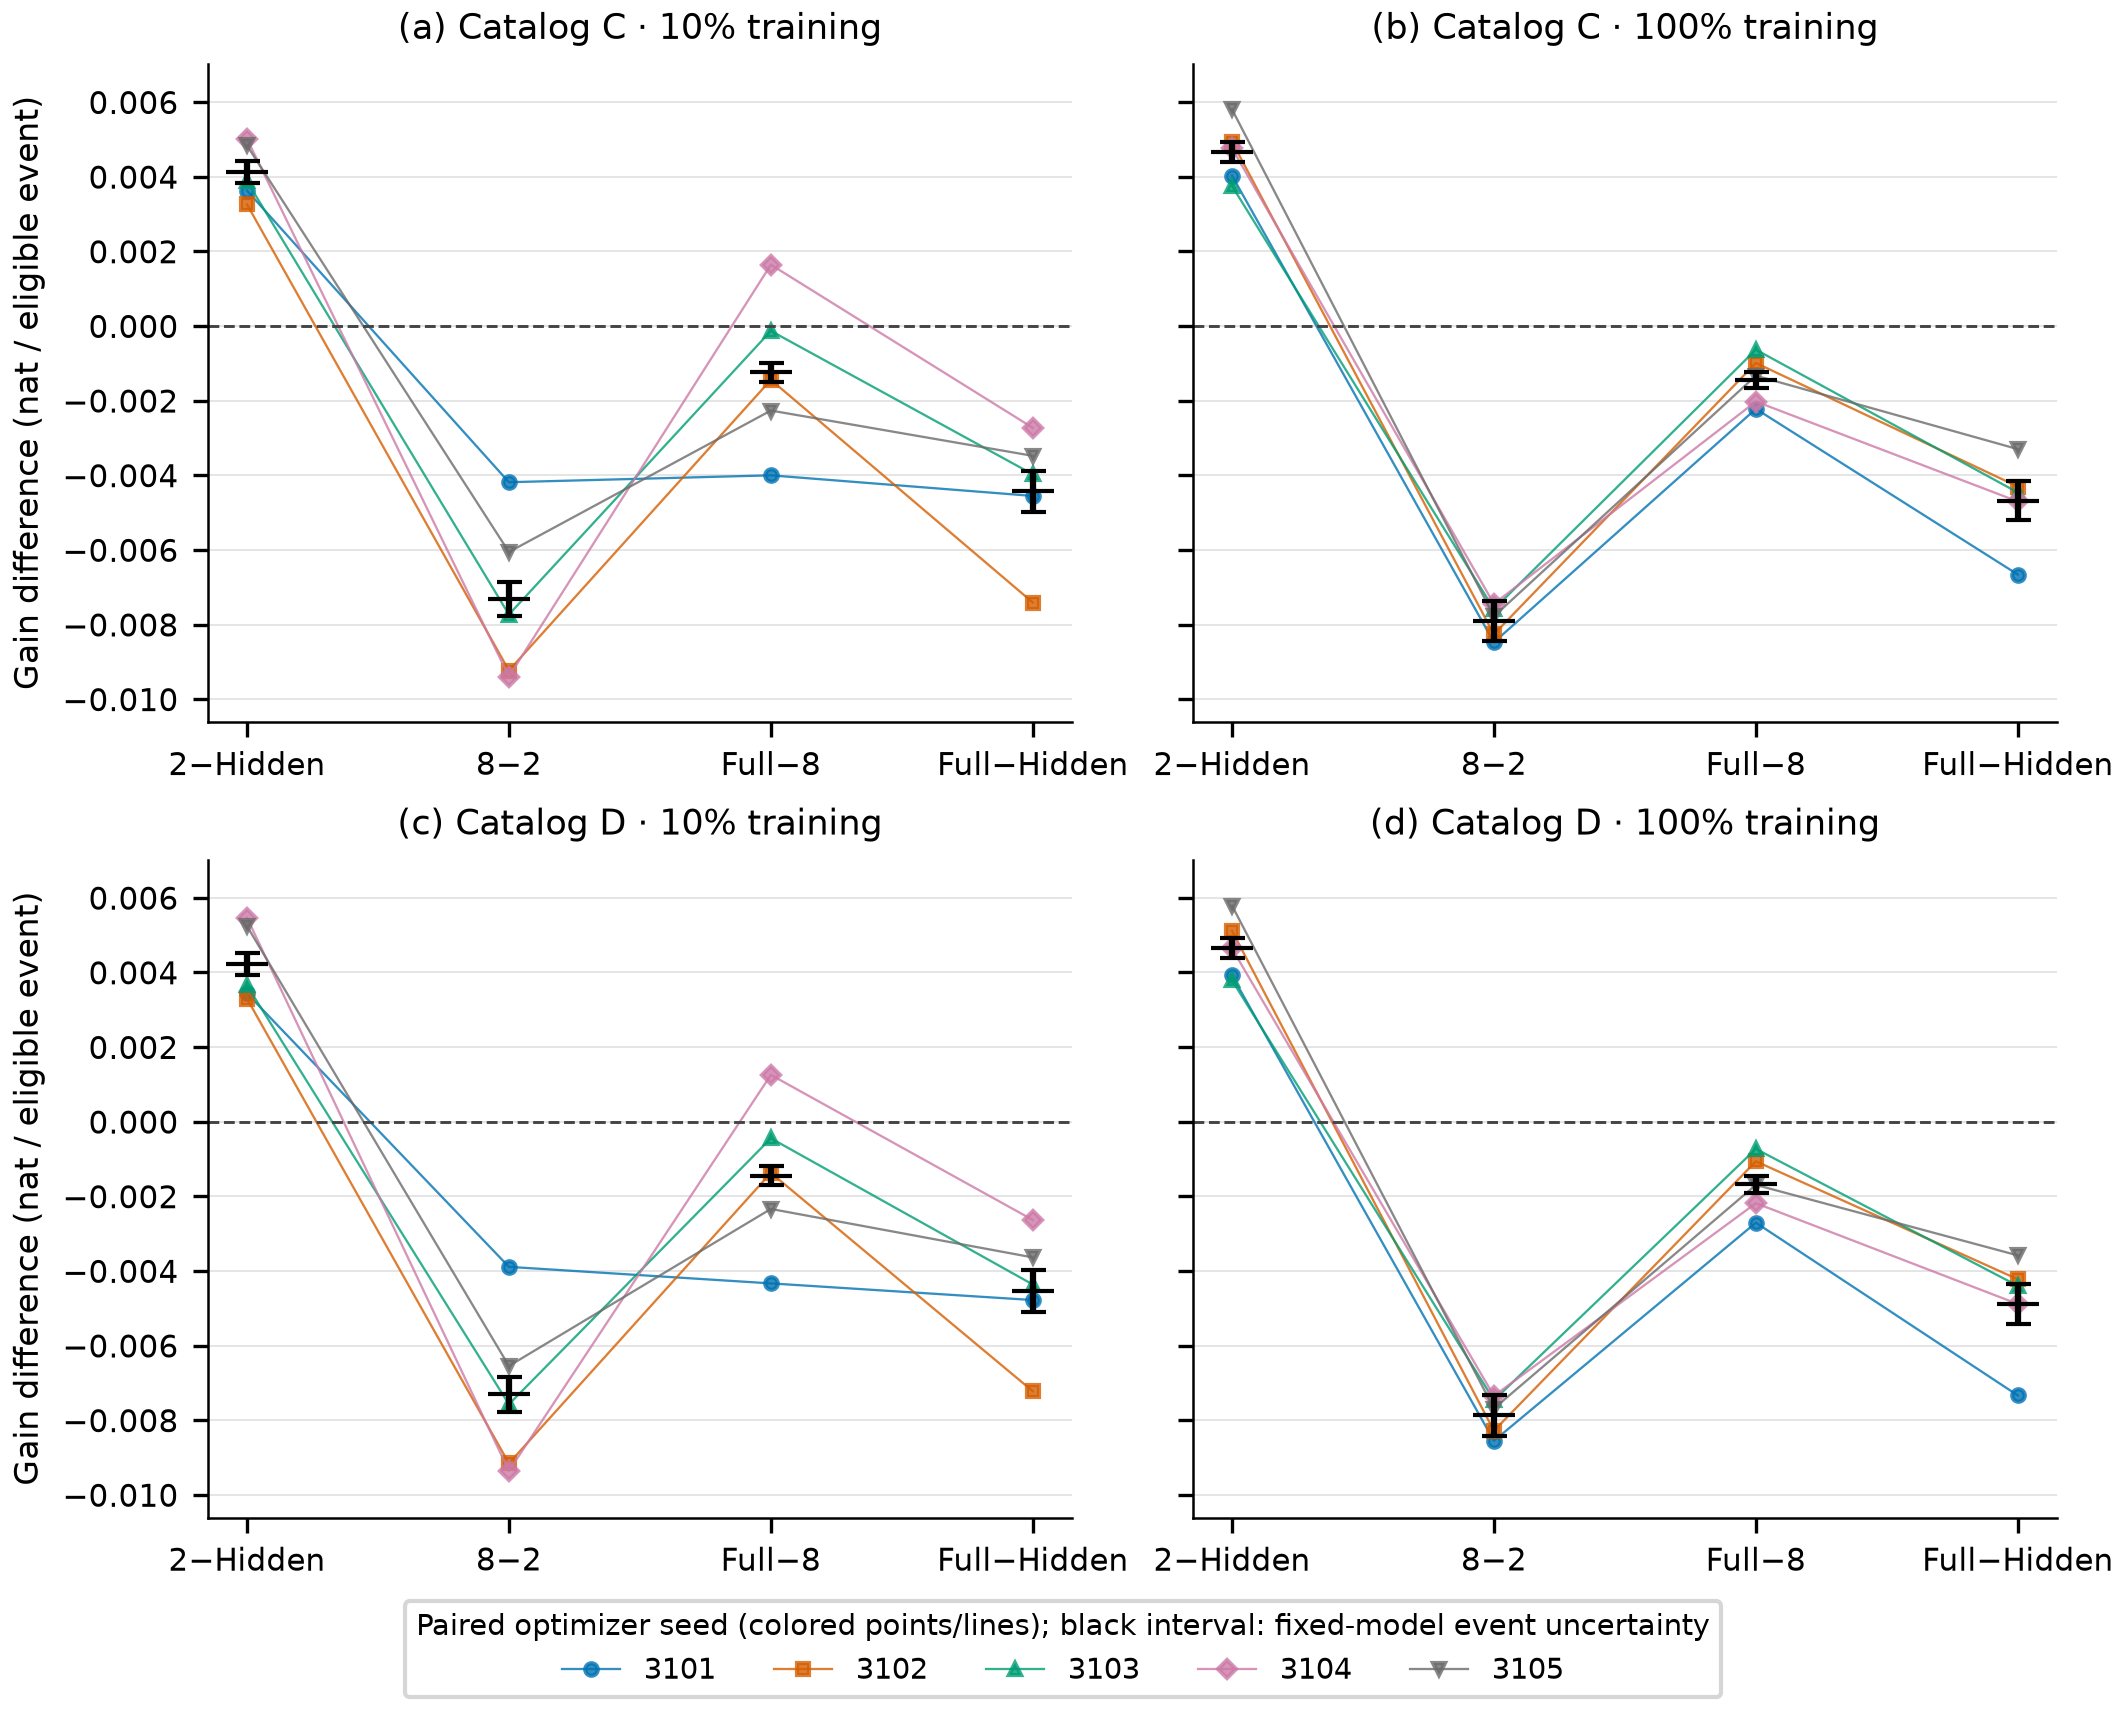 (a) Catalog C · 10% training
(b) Catalog C · 100% training
Gain difference (nat / eligible event)
0.006
0.004
0.002
0.000
−0.002
−0.004
−0.006
−0.008
−0.010
2−Hidden 8−2 Full−8 Full−Hidden
2−Hidden 8−2 Full−8 Full−Hidden
(c) Catalog D · 10% training
(d) Catalog D · 100% training
Gain difference (nat / eligible event)
0.006
0.004
0.002
0.000
−0.002
−0.004
−0.006
−0.008
−0.010
2−Hidden 8−2 Full−8 Full−Hidden
2−Hidden 8−2 Full−8 Full−Hidden
Paired optimizer seed (colored points/lines); black interval: fixed-model event uncertainty
3101 3102 3103 3104 3105